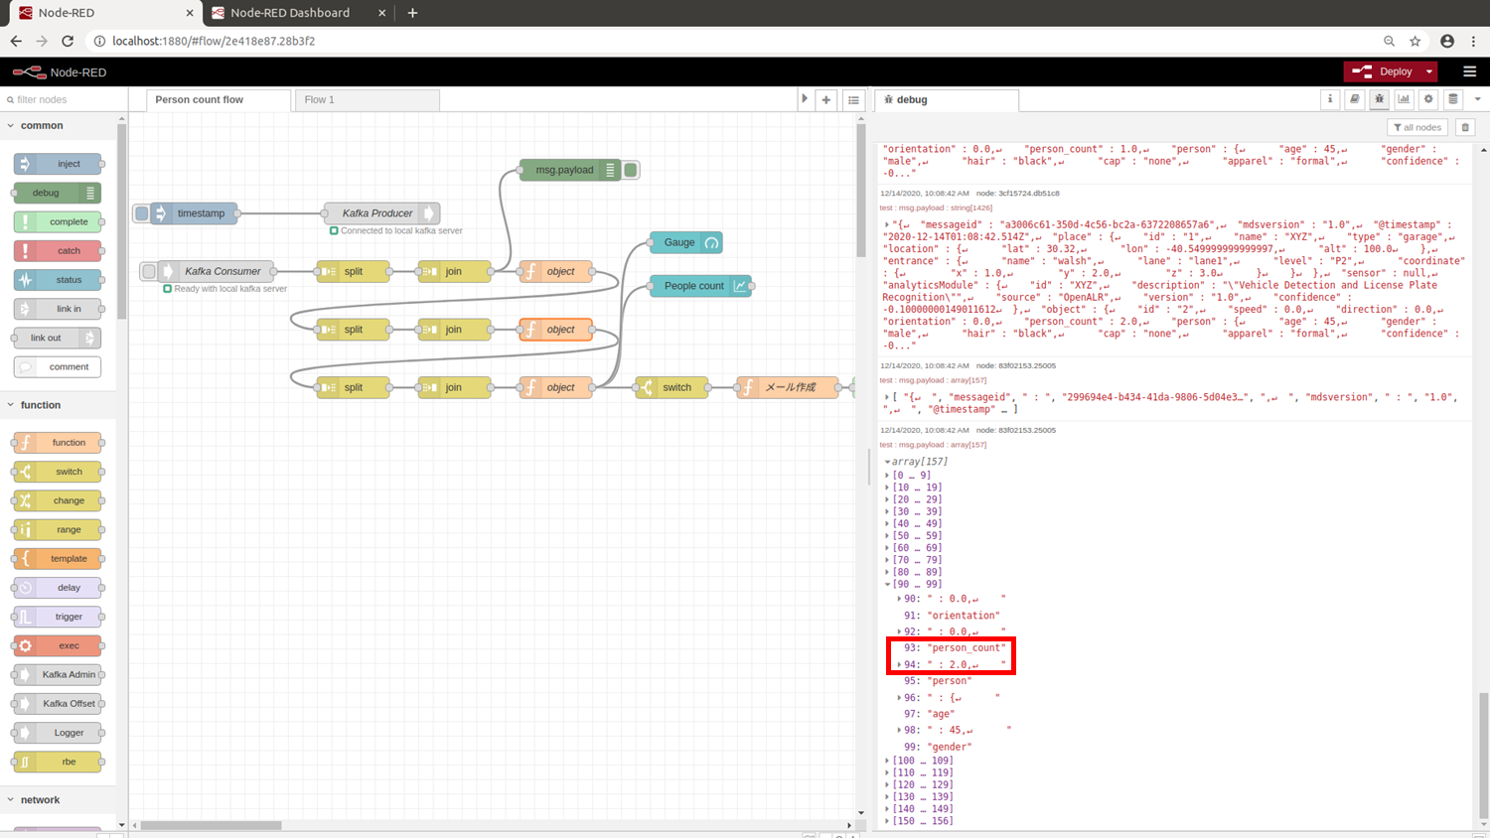 Node-RED
Node-RED Dashboard
localhost:1880/#flow/2e418e87.28b3f2
Node-RED
Deploy
filter nodes
Person count flow
Flow 1
debug
all nodes
common
inject
debug
complete
catch
status
link in
link out
comment
function
function
switch
change
range
template
delay
trigger
exec
Kafka Admin
Kafka Offset
Logger
rbe
network
msg.payload
timestamp
Kafka Producer
Connected to local kafka server
Gauge
Kafka Consumer
split
join
object
Ready with local kafka server
People count
split
join
object
split
join
object
switch
メール作成
"orientation" : 0.0,↵ "person_count" : 1.0,↵ "person" : {↵ "age" : 45,↵ "gender" :
"male",↵ "hair" : "black",↵ "cap" : "none",↵ "apparel" : "formal",↵ "confidence" :
-0..."
12/14/2020, 10:08:42 AM node: 3cf15724.db51c8
test : msg.payload : string[1426]
"{↵ "messageid" : "a3006c61-350d-4c56-bc2a-6372208657a6",↵ "mdsversion" : "1.0",↵ "@timestamp" :
"2020-12-14T01:08:42.514Z",↵ "place" : {↵ "id" : "1",↵ "name" : "XYZ",↵ "type" : "garage",↵
"location" : {↵ "lat" : 30.32,↵ "lon" : -40.549999999999997,↵ "alt" : 100.0↵ },↵
"entrance" : {↵ "name" : "walsh",↵ "lane" : "lane1",↵ "level" : "P2",↵ "coordinate"
: {↵ "x" : 1.0,↵ "y" : 2.0,↵ "z" : 3.0↵ }↵ }↵ },↵ "sensor" : null,↵
"analyticsModule" : {↵ "id" : "XYZ",↵ "description" : "\"Vehicle Detection and License Plate
Recognition\"",↵ "source" : "OpenALR",↵ "version" : "1.0",↵ "confidence" :
-0.10000000149011612↵ },↵ "object" : {↵ "id" : "2",↵ "speed" : 0.0,↵ "direction" : 0.0,↵
"orientation" : 0.0,↵ "person_count" : 2.0,↵ "person" : {↵ "age" : 45,↵ "gender" :
"male",↵ "hair" : "black",↵ "cap" : "none",↵ "apparel" : "formal",↵ "confidence" :
-0..."
12/14/2020, 10:08:42 AM node: 83f02153.25005
test : msg.payload : array[157]
[ "{↵ ", "messageid", " : ", "299694e4-b434-41da-9806-5d04e3…", ",↵ ", "mdsversion", " : ", "1.0",
",↵ ", "@timestamp" … ]
12/14/2020, 10:08:42 AM node: 83f02153.25005
test : msg.payload : array[157]
array[157]
[0 … 9]
[10 … 19]
[20 … 29]
[30 … 39]
[40 … 49]
[50 … 59]
[60 … 69]
[70 … 79]
[80 … 89]
[90 … 99]
90: " : 0.0,↵ "
91: "orientation"
92: " : 0.0,↵ "
93: "person_count"
94: " : 2.0,↵ "
95: "person"
96: " : {↵ "
97: "age"
98: " : 45,↵ "
99: "gender"
[100 … 109]
[110 … 119]
[120 … 129]
[130 … 139]
[140 … 149]
[150 … 156]